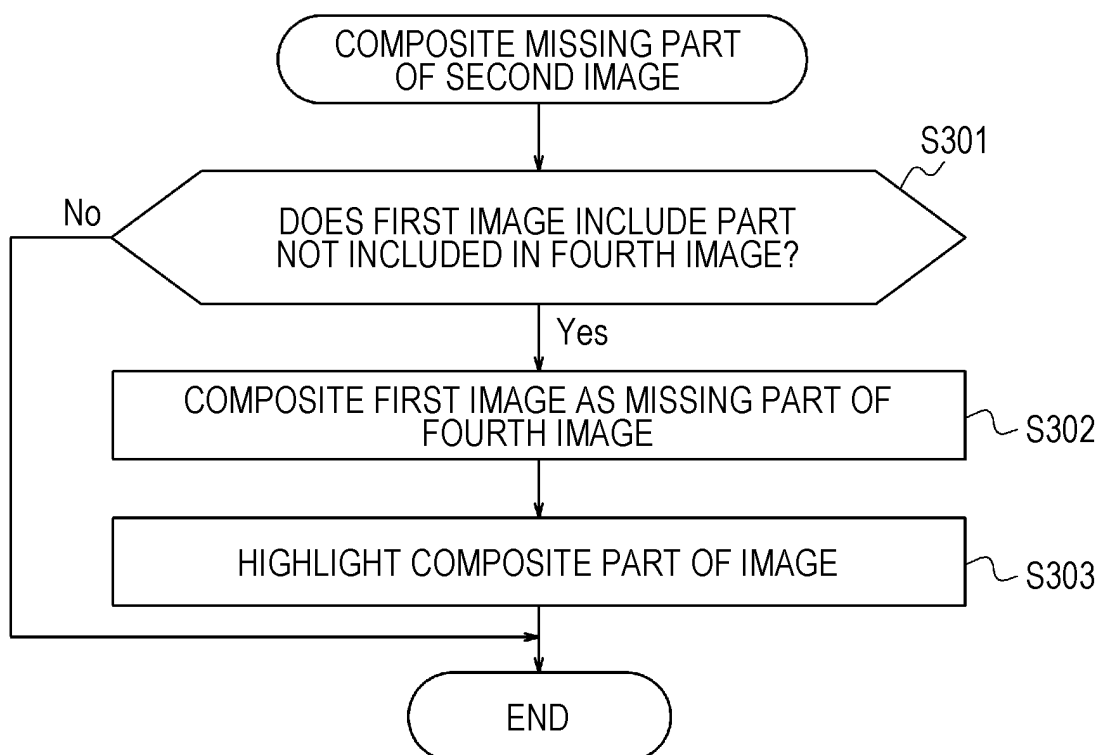 COMPOSITE MISSING PART
OF SECOND IMAGE
S301
No
DOES FIRST IMAGE INCLUDE PART
NOT INCLUDED IN FOURTH IMAGE?
Yes
COMPOSITE FIRST IMAGE AS MISSING PART OF
FOURTH IMAGE
S302
HIGHLIGHT COMPOSITE PART OF IMAGE
S303
END